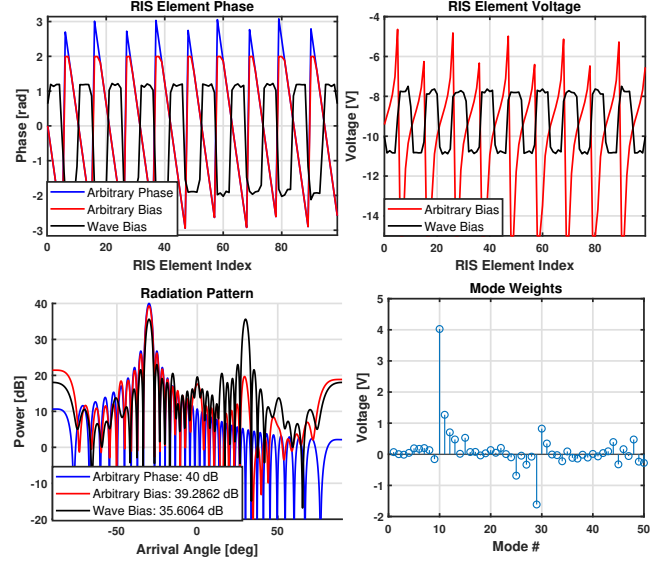 RIS Element Phase
3
2
1
0
-1
-2
-3
Phase [rad]
Arbitrary Phase
Arbitrary Bias
Wave Bias
0 20 40 60 80
RIS Element Index
RIS Element Voltage
-4
-6
-8
-10
-12
-14
Voltage [V]
Arbitrary Bias
Wave Bias
0 20 40 60 80
RIS Element Index
Radiation Pattern
40
30
20
10
0
-10
-20
Power [dB]
Arbitrary Phase: 40 dB
Arbitrary Bias: 39.2862 dB
Wave Bias: 35.6064 dB
-50 0 50
Arrival Angle [deg]
Mode Weights
5
4
3
2
1
0
-1
-2
Voltage [V]
0 10 20 30 40 50
Mode #